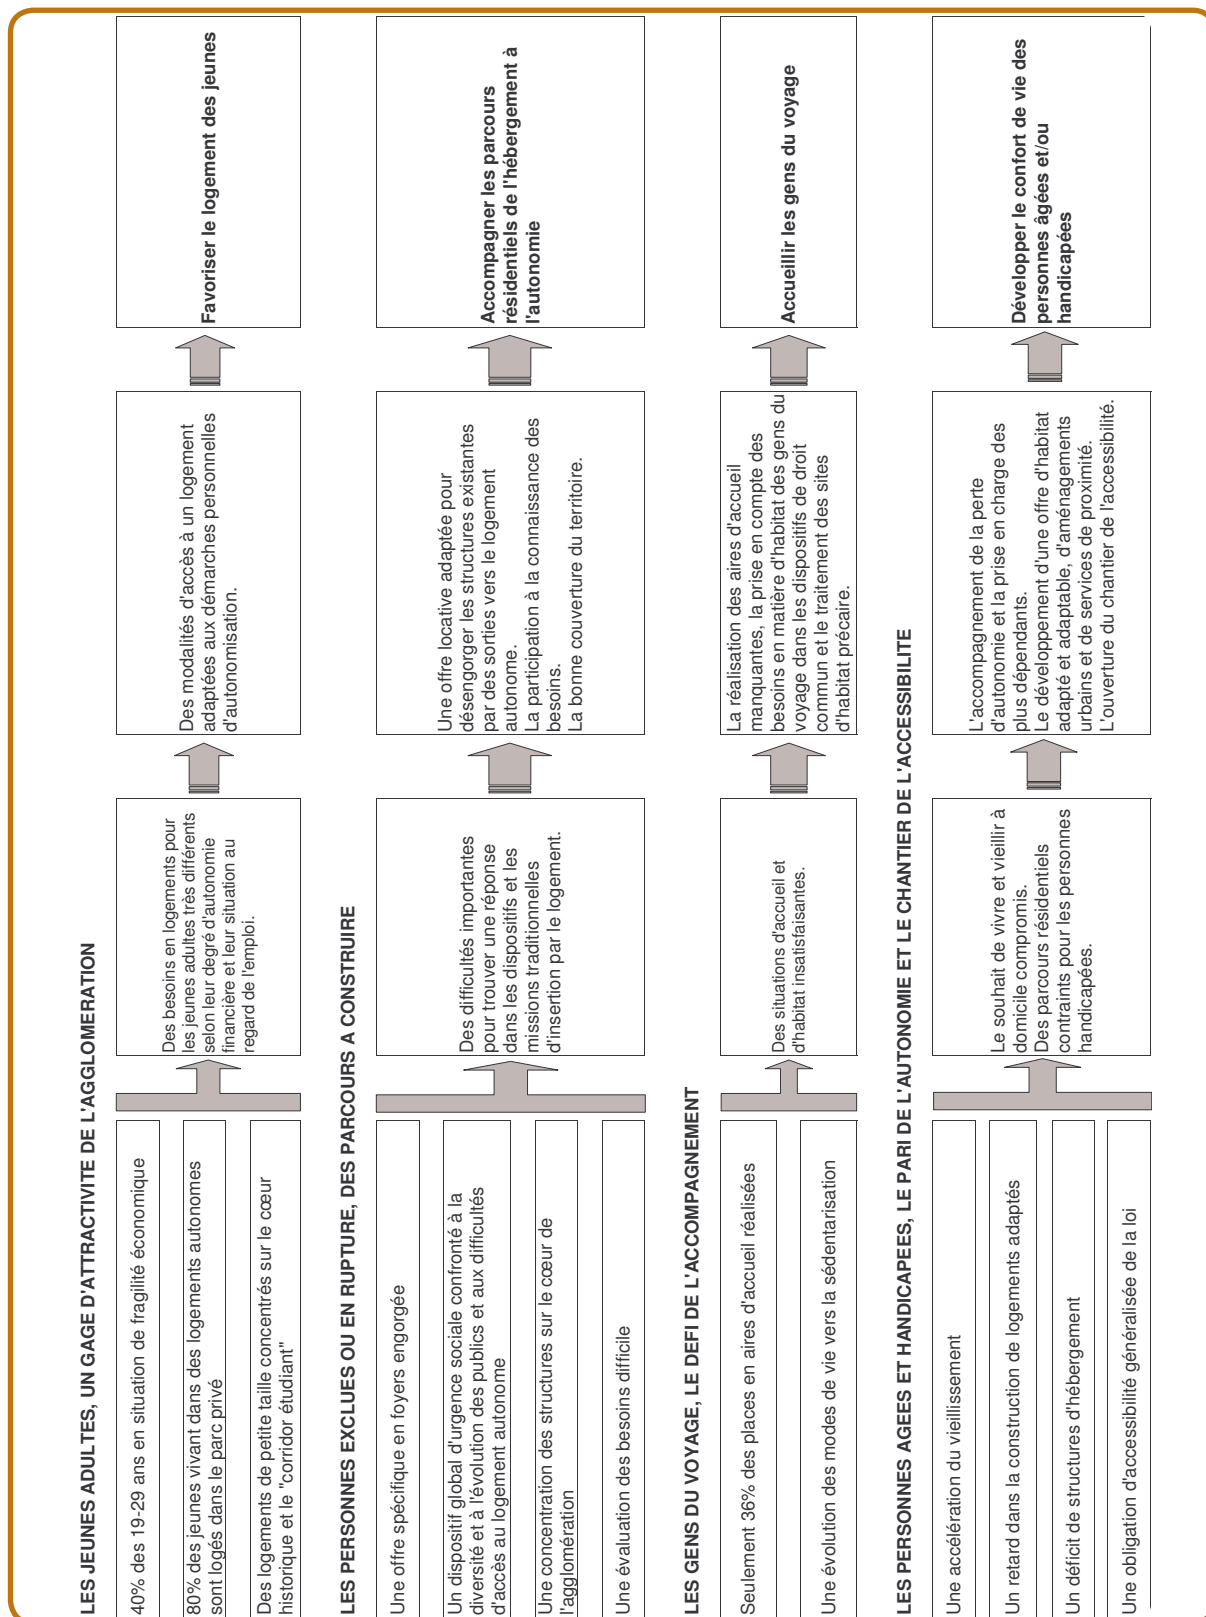 LES JEUNES ADULTES, UN GAGE D'ATTRACTIVITE DE L'AGGLOMERATION
40% des 19-29 ans en situation de fragilité économique
80% des jeunes vivant dans des logements autonomes
sont logés dans le parc privé
Des logements de petite taille concentrés sur le cœur
historique et le "corridor étudiant"
Des besoins en logements pour
les jeunes adultes très différents
selon leur degré d'autonomie
financière et leur situation au
regard de l'emploi.
Des modalités d'accès à un logement
adaptées aux démarches personnelles
d'autonomisation.
Favoriser le logement des jeunes
LES PERSONNES EXCLUES OU EN RUPTURE, DES PARCOURS A CONSTRUIRE
Une offre spécifique en foyers engorgée
Un dispositif global d'urgence sociale confronté à la
diversité et à l'évolution des publics et aux difficultés
d'accès au logement autonome
Une concentration des structures sur le cœur de
l'agglomération
Une évaluation des besoins difficile
Des difficultés importantes
pour trouver une réponse
dans les dispositifs et les
missions traditionnelles
d'insertion par le logement.
Une offre locative adaptée pour
désengorger les structures existantes
par des sorties vers le logement
autonome.
La participation à la connaissance des
besoins.
La bonne couverture du territoire.
Accompagner les parcours
résidentiels de l'hébergement à
l'autonomie
LES GENS DU VOYAGE, LE DEFI DE L'ACCOMPAGNEMENT
Seulement 36% des places en aires d'accueil réalisées
Une évolution des modes de vie vers la sédentarisation
Des situations d'accueil et
d'habitat insatisfaisantes.
La réalisation des aires d'accueil
manquantes, la prise en compte des
besoins en matière d'habitat des gens du
voyage dans les dispositifs de droit
commun et le traitement des sites
d'habitat précaire.
Accueillir les gens du voyage
LES PERSONNES AGEES ET HANDICAPEES, LE PARI DE L'AUTONOMIE ET LE CHANTIER DE L'ACCESSIBILITE
Une accélération du vieillissement
Un retard dans la construction de logements adaptés
Un déficit de structures d'hébergement
Une obligation d'accessibilité généralisée de la loi
Le souhait de vivre et vieillir à
domicile compromis.
Des parcours résidentiels
contraints pour les personnes
handicapées.
L'accompagnement de la perte
d'autonomie et la prise en charge des
plus dépendants.
Le développement d'une offre d'habitat
adapté et adaptable, d'aménagements
urbains et de services de proximité.
L'ouverture du chantier de l'accessibilité.
Développer le confort de vie des
personnes âgées et/ou
handicapées